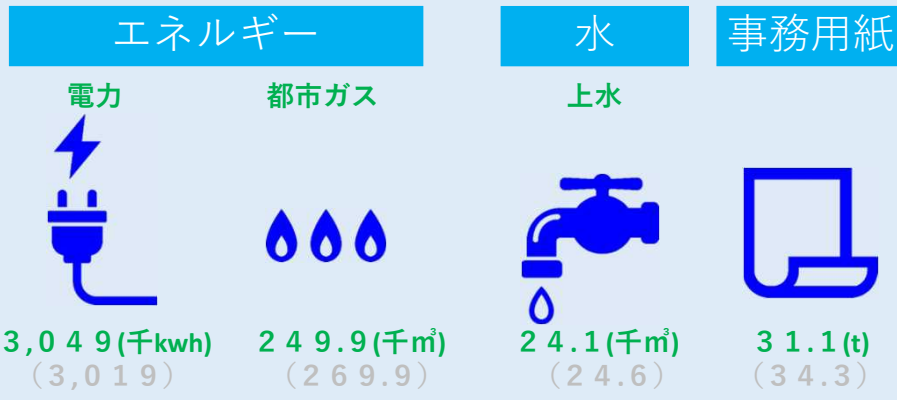 エネルギー
水
事務用紙
電力
都市ガス
上水
3,049(千kwh)
249.9(千㎥)
24.1(千㎥)
31.1(t)
（3,019）
（269.9）
（24.6）
（34.3）